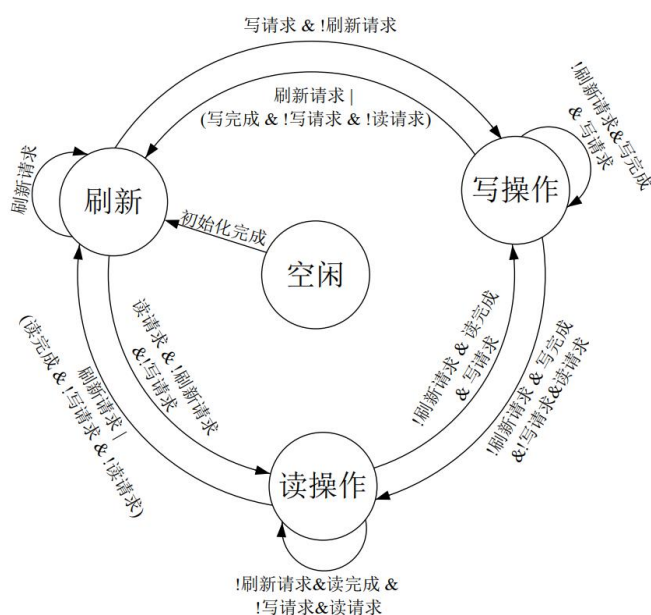 写请求 & !刷新请求
刷新请求 |
(写完成 & !写请求 & !读请求)
!刷新请求&写完成
& 写请求
刷新请求
刷新
写操作
初始化完成
空闲
读请求 & !刷新请求
&!写请求
刷新请求 |
(读完成 & !写请求 & !读请求)
!刷新请求 & 读完成
& 写请求
!刷新请求 & 写完成
&!写请求&读请求
读操作
!刷新请求&读完成 &
!写请求&读请求